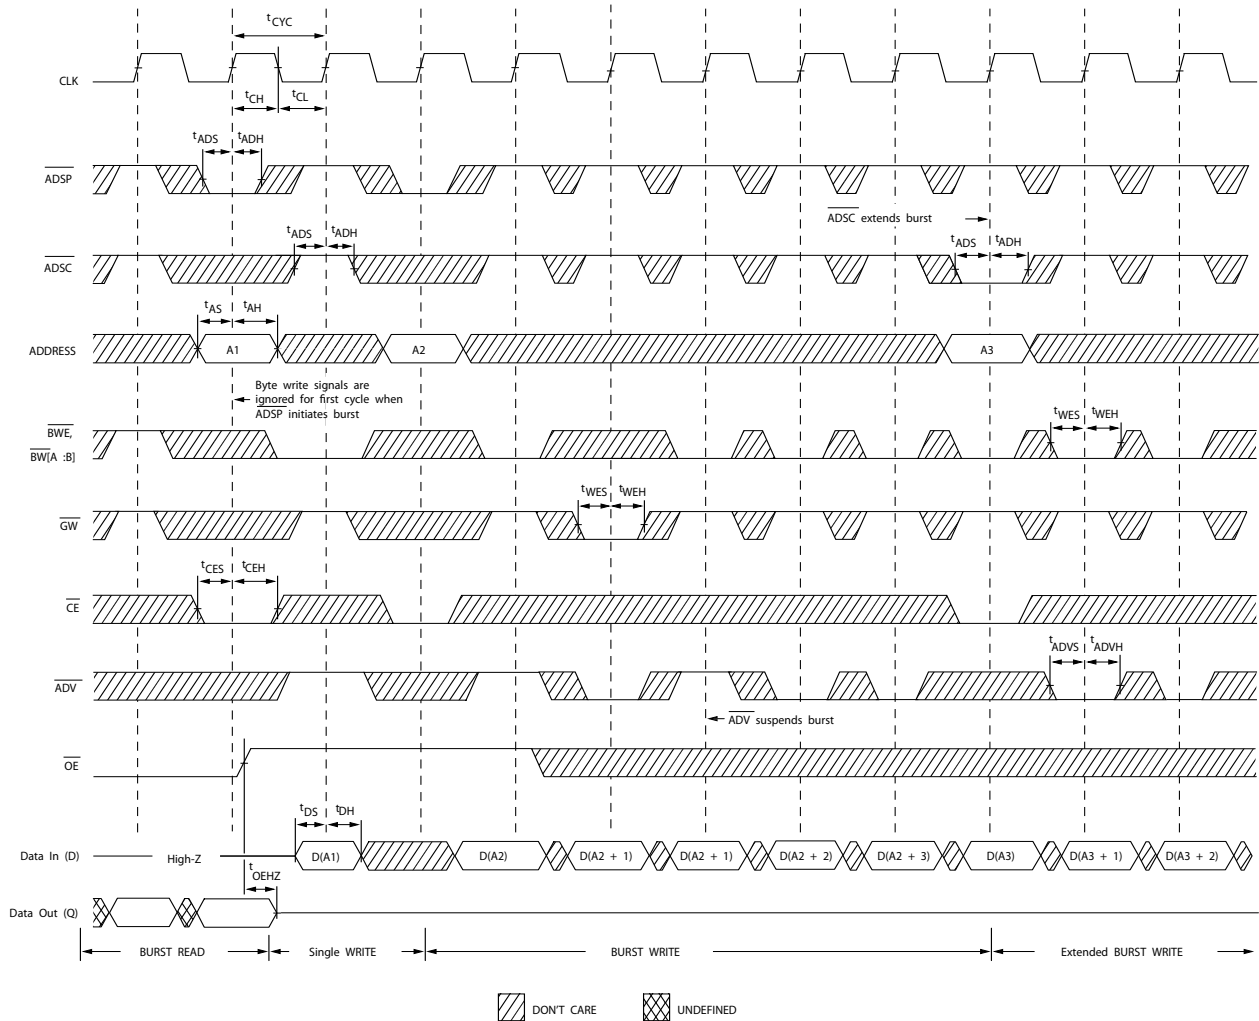 tCYC
CLK
tCH tCL
tADS tADH
ADSP
ADSC extends burst
tADS tADH
tADS tADH
ADSC
tAS tAH
ADDRESS
A1 A2 A3
Byte write signals are
ignored for first cycle when
ADSP initiates burst
BWE,
BW[A :B]
tWES tWEH
tWES tWEH
GW
tCES tCEH
CE
tADVS tADVH
ADV
ADV suspends burst
OE
tDS tDH
Data In (D)
High-Z
D(A1) D(A2) D(A2 + 1) D(A2 + 1) D(A2 + 2) D(A2 + 3) D(A3) D(A3 + 1) D(A3 + 2)
tOEHZ
Data Out (Q)
BURST READ Single WRITE BURST WRITE Extended BURST WRITE
DON'T CARE UNDEFINED